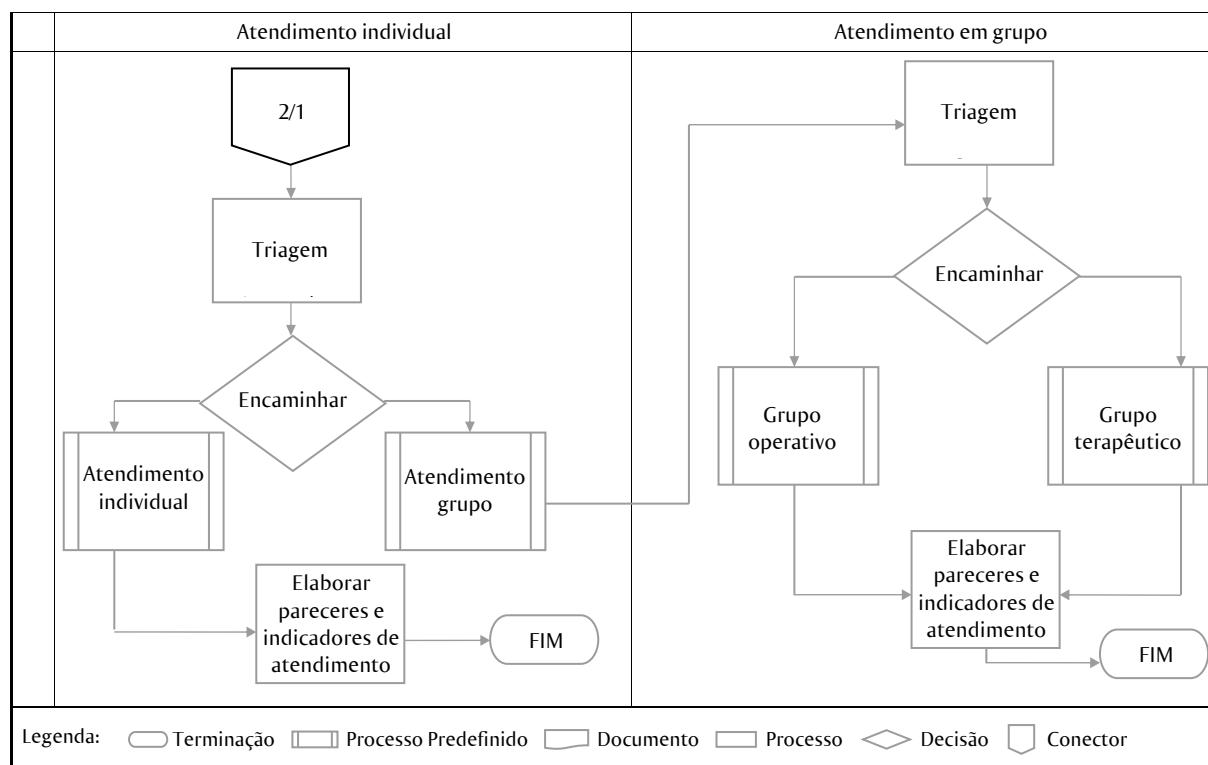 Atendimento individual
Atendimento em grupo
2/1
Triagem
Encaminhar
Atendimento
individual
Atendimento
grupo
Elaborar
pareceres e
indicadores de
atendimento
FIM
Triagem
Encaminhar
Grupo
operativo
Grupo
terapêutico
Elaborar
pareceres e
indicadores de
atendimento
FIM
Legenda: Terminação Processo Predefinido Documento Processo Decisão Conector